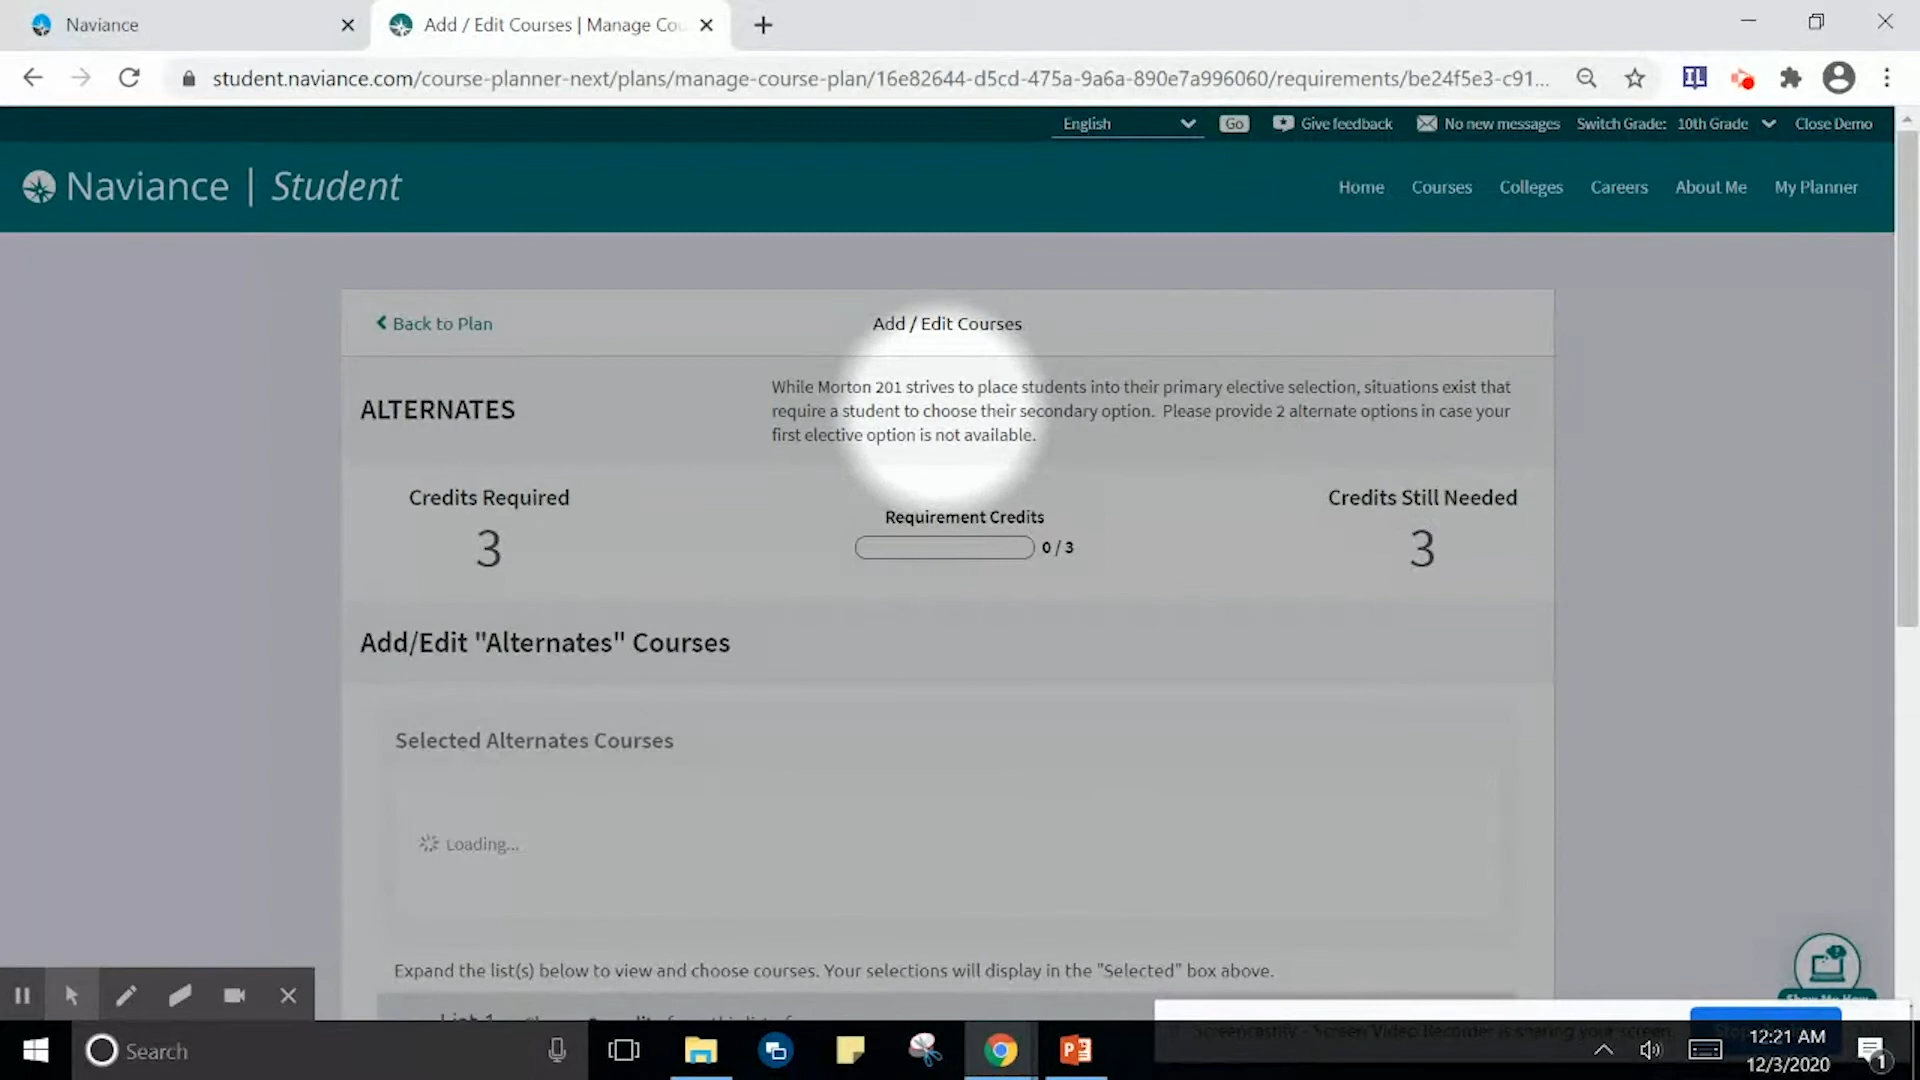 Naviance
Add / Edit Courses | Manage Cou
student.naviance.com/course-planner-next/plans/manage-course-plan/16e82644-d5cd-475a-9a6a-890e7a996060/requirements/be24f5e3-c91...
English
Go
Give feedback
No new messages
Switch Grade: 10th Grade
Close Demo
Naviance | Student
Home
Courses
Colleges
Careers
About Me
My Planner
Back to Plan
Add / Edit Courses
ALTERNATES
While Morton 201 strives to place students into their primary elective selection, situations exist that
require a student to choose their secondary option. Please provide 2 alternate options in case your
first elective option is not available.
Credits Required
3
Requirement Credits
0 / 3
Credits Still Needed
3
Add/Edit "Alternates" Courses
Selected Alternates Courses
Loading...
Expand the list(s) below to view and choose courses. Your selections will display in the "Selected" box above.
List 1
Show Me How
Screencastify - Screen Video Recorder is sharing your screen.
Stop
Search
12:21 AM
12/3/2020
1